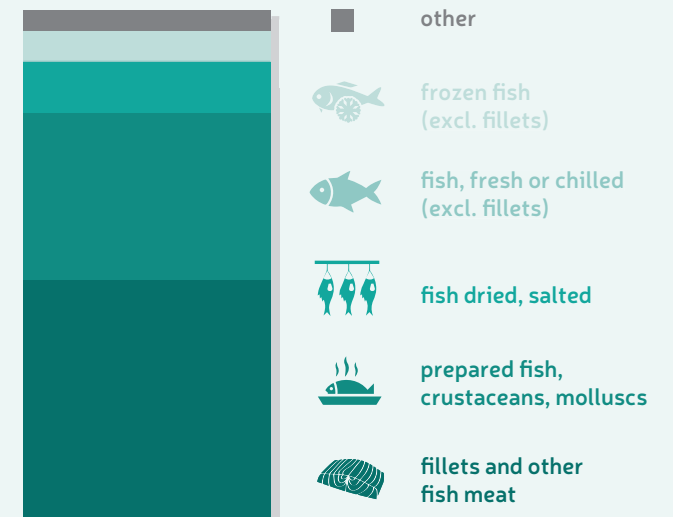 other
frozen fish
(excl. fillets)
fish, fresh or chilled
(excl. fillets)
fish dried, salted
prepared fish,
crustaceans, molluscs
fillets and other
fish meat